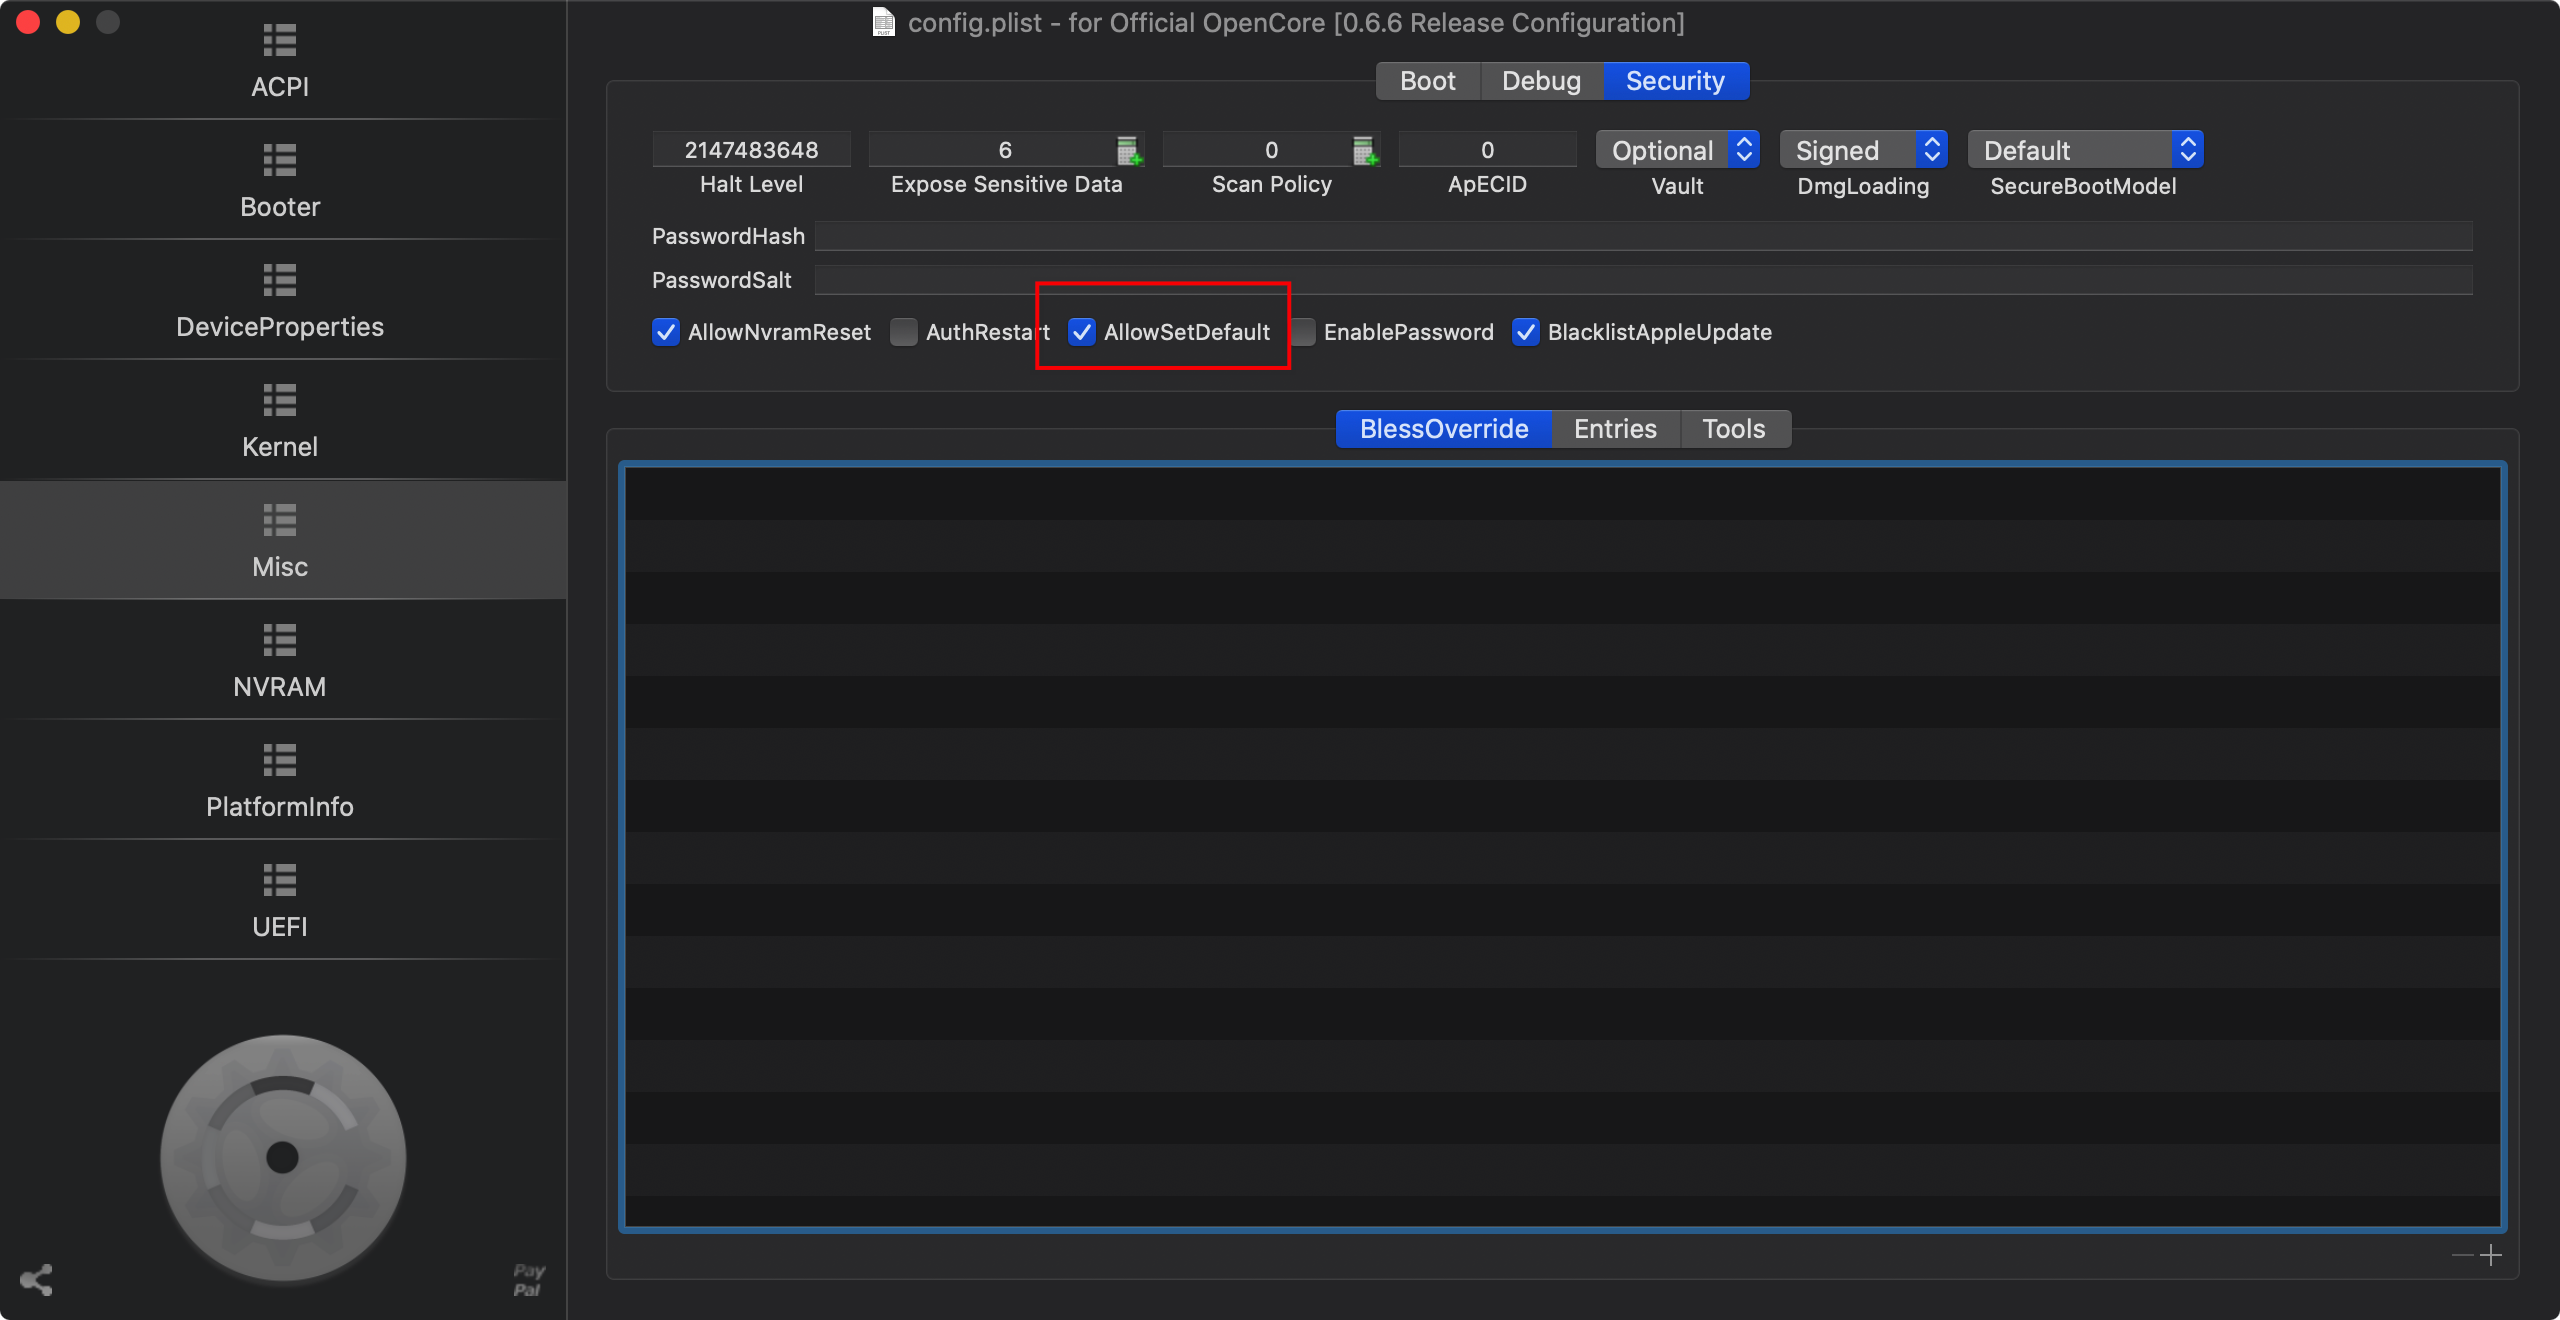 config.plist - for Official OpenCore [0.6.6 Release Configuration]
ACPI
Booter
DeviceProperties
Kernel
Misc
NVRAM
PlatformInfo
UEFI
Pay
Pal
Boot Debug Security
2147483648 6 0 0 Optional Signed Default
Halt Level Expose Sensitive Data Scan Policy ApECID Vault DmgLoading SecureBootModel
PasswordHash
PasswordSalt
AllowNvramReset AuthRestart AllowSetDefault EnablePassword BlacklistAppleUpdate
BlessOverride Entries Tools